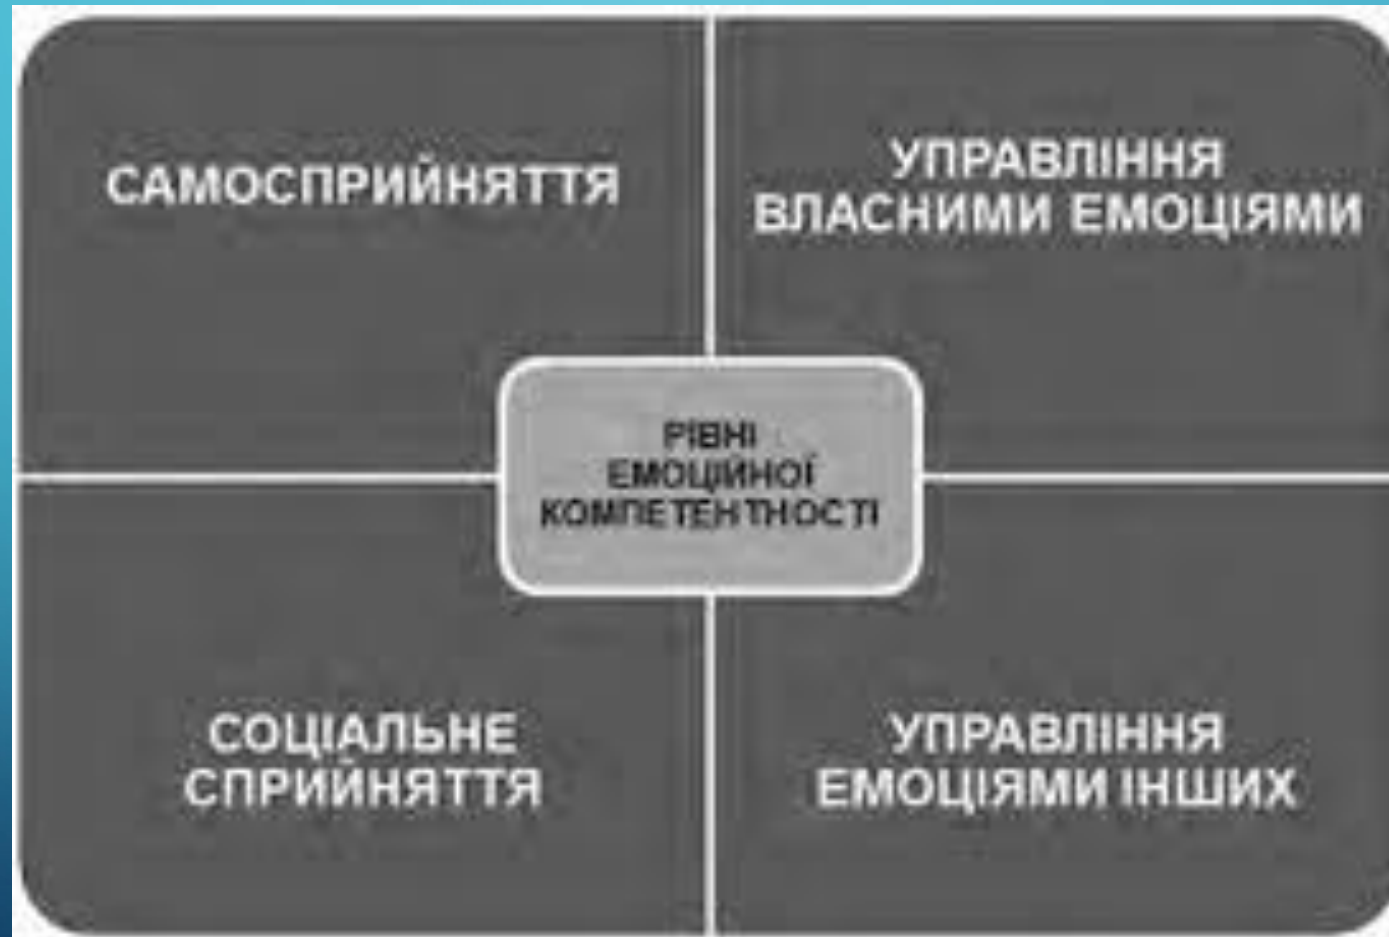 САМОСПРИЙНЯТТЯ
УПРАВЛІННЯ
ВЛАСНИМИ ЕМОЦІЯМИ
РІВНІ
ЕМОЦІЙНОЇ
КОМПЕТЕНТНОСТІ
СОЦІАЛЬНЕ
СПРИЙНЯТТЯ
УПРАВЛІННЯ
ЕМОЦІЯМИ ІНШИХ